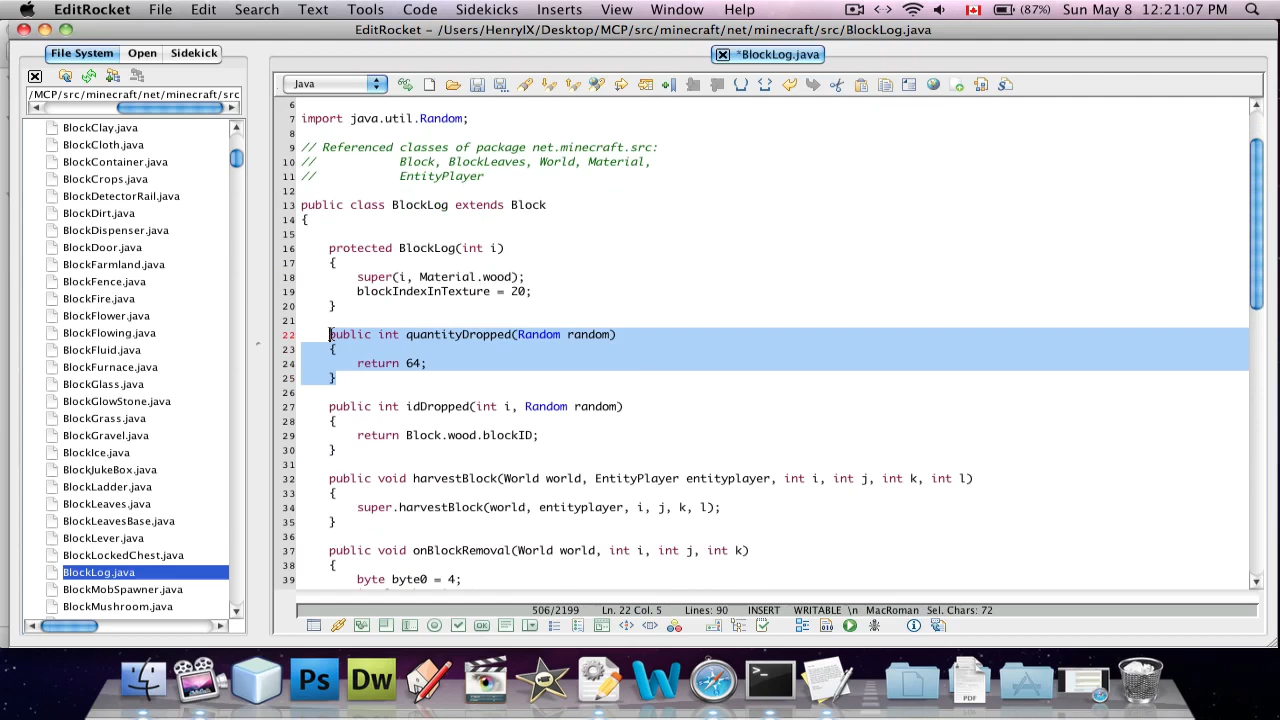 EditRocket File Edit Search Text Tools Code Sidekicks Inserts View Window Help (87%) Sun May 8 12:21:07 PM
EditRocket - /Users/HenryIX/Desktop/MCP/src/minecraft/net/minecraft/src/BlockLog.java
File System Open Sidekick
*BlockLog.java
Java
/MCP/src/minecraft/net/minecraft/src
BlockClay.java
BlockCloth.java
BlockContainer.java
BlockCrops.java
BlockDetectorRail.java
BlockDirt.java
BlockDispenser.java
BlockDoor.java
BlockFarmland.java
BlockFence.java
BlockFire.java
BlockFlower.java
BlockFlowing.java
BlockFluid.java
BlockFurnace.java
BlockGlass.java
BlockGlowStone.java
BlockGrass.java
BlockGravel.java
BlockIce.java
BlockJukeBox.java
BlockLadder.java
BlockLeaves.java
BlockLeavesBase.java
BlockLever.java
BlockLockedChest.java
BlockLog.java
BlockMobSpawner.java
BlockMushroom.java
6
7 import java.util.Random;
8
9 // Referenced classes of package net.minecraft.src:
10 // Block, BlockLeaves, World, Material,
11 // EntityPlayer
12
13 public class BlockLog extends Block
14 {
15
16 protected BlockLog(int i)
17 {
18 super(i, Material.wood);
19 blockIndexInTexture = 20;
20 }
21
22 public int quantityDropped(Random random)
23 {
24 return 64;
25 }
26
27 public int idDropped(int i, Random random)
28 {
29 return Block.wood.blockID;
30 }
31
32 public void harvestBlock(World world, EntityPlayer entityplayer, int i, int j, int k, int l)
33 {
34 super.harvestBlock(world, entityplayer, i, j, k, l);
35 }
36
37 public void onBlockRemoval(World world, int i, int j, int k)
38 {
39 byte byte0 = 4;
506/2199 Ln. 22 Col. 5 Lines: 90 INSERT WRITABLE \n MacRoman Sel. Chars: 72
Ps Dw W PDF